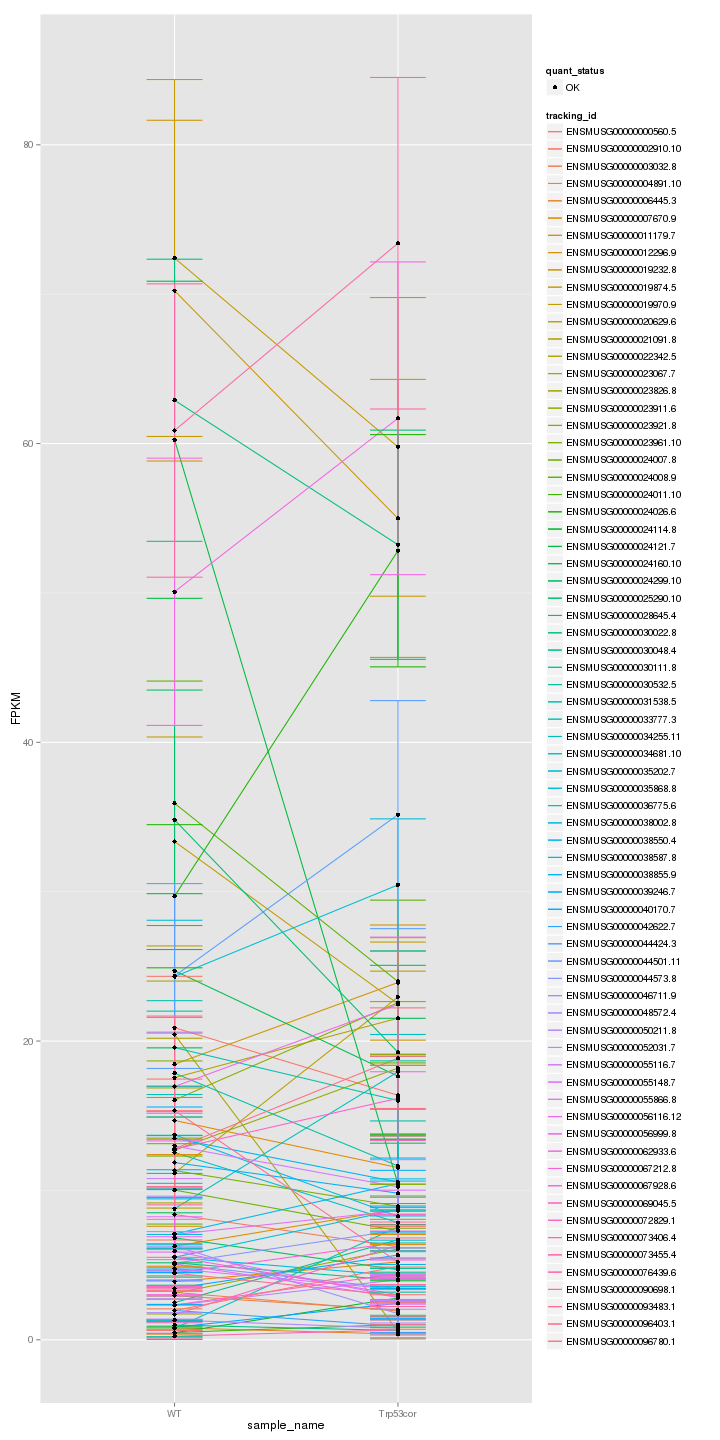 quant_status
OK
tracking_id
ENSMUSG00000000560.5
ENSMUSG00000002910.10
ENSMUSG00000003032.8
ENSMUSG00000004891.10
ENSMUSG00000006445.3
ENSMUSG00000007670.9
ENSMUSG00000011179.7
ENSMUSG00000012296.9
ENSMUSG00000019232.8
ENSMUSG00000019874.5
ENSMUSG00000019970.9
ENSMUSG00000020629.6
ENSMUSG00000021091.8
ENSMUSG00000022342.5
ENSMUSG00000023067.7
ENSMUSG00000023826.8
ENSMUSG00000023911.6
ENSMUSG00000023921.8
ENSMUSG00000023961.10
ENSMUSG00000024007.8
ENSMUSG00000024008.9
ENSMUSG00000024011.10
ENSMUSG00000024026.6
ENSMUSG00000024114.8
ENSMUSG00000024121.7
ENSMUSG00000024160.10
ENSMUSG00000024299.10
ENSMUSG00000025290.10
ENSMUSG00000028645.4
ENSMUSG00000030022.8
ENSMUSG00000030048.4
ENSMUSG00000030111.8
ENSMUSG00000030532.5
ENSMUSG00000031538.5
ENSMUSG00000033777.3
ENSMUSG00000034255.11
ENSMUSG00000034681.10
ENSMUSG00000035202.7
ENSMUSG00000035868.8
ENSMUSG00000036775.6
ENSMUSG00000038002.8
ENSMUSG00000038550.4
ENSMUSG00000038587.8
ENSMUSG00000038855.9
ENSMUSG00000039246.7
ENSMUSG00000040170.7
ENSMUSG00000042622.7
ENSMUSG00000044424.3
ENSMUSG00000044501.11
ENSMUSG00000044573.8
ENSMUSG00000046711.9
ENSMUSG00000048572.4
ENSMUSG00000050211.8
ENSMUSG00000052031.7
ENSMUSG00000055116.7
ENSMUSG00000055148.7
ENSMUSG00000055866.8
ENSMUSG00000056116.12
ENSMUSG00000056999.8
ENSMUSG00000062933.6
ENSMUSG00000067212.8
ENSMUSG00000067928.6
ENSMUSG00000069045.5
ENSMUSG00000072829.1
ENSMUSG00000073406.4
ENSMUSG00000073455.4
ENSMUSG00000076439.6
ENSMUSG00000090698.1
ENSMUSG00000093483.1
ENSMUSG00000096403.1
ENSMUSG00000096780.1
80
60
40
20
0
FPKM
WT
Trp53cor
sample_name